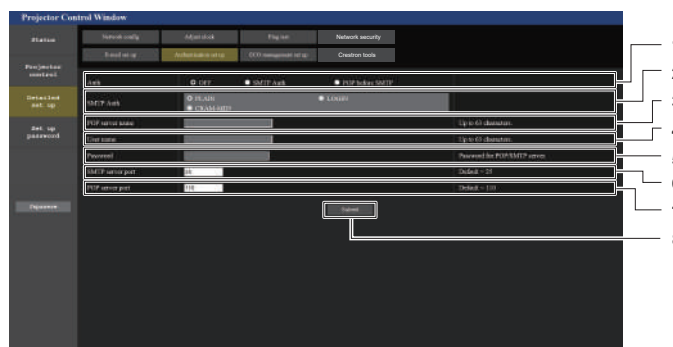 Projector Control Window
Status
Network config
Adjust clock
Ping test
Network security
E-mail set up
Authentication set up
ECO management set up
Crestron tools
Projector
control
Detailed
set up
Set up
password
Japanese
Auth
OFF
SMTP Auth
POP before SMTP
SMTP Auth
PLAIN
LOGIN
CRAM-MD5
POP server name
Up to 63 characters.
User name
Up to 63 characters.
Password
Password for POP/SMTP server.
SMTP server port
25
Default = 25
POP server port
110
Default = 110
Submit